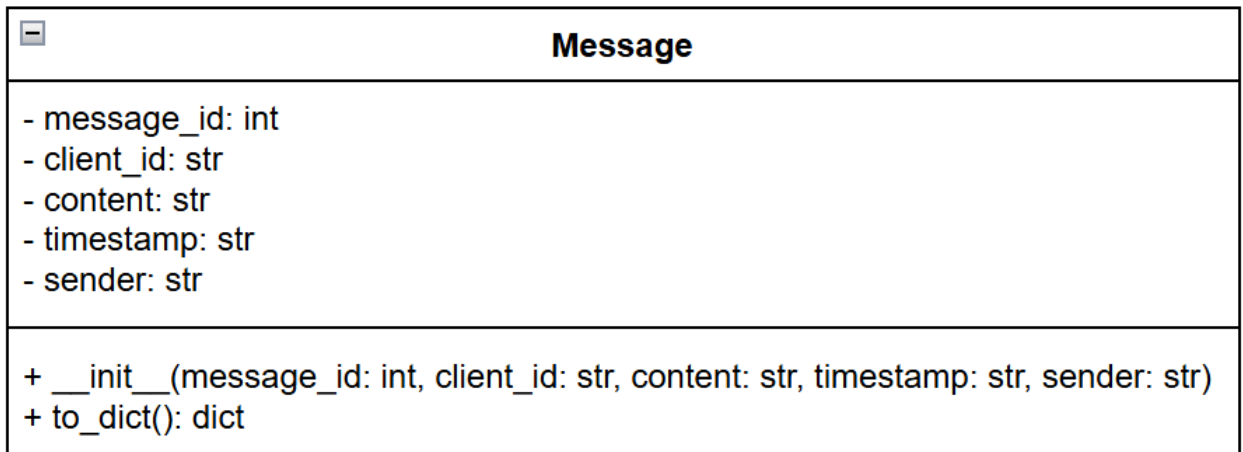 Message
- message_id: int
- client_id: str
- content: str
- timestamp: str
- sender: str
+ __init__(message_id: int, client_id: str, content: str, timestamp: str, sender: str)
+ to_dict(): dict